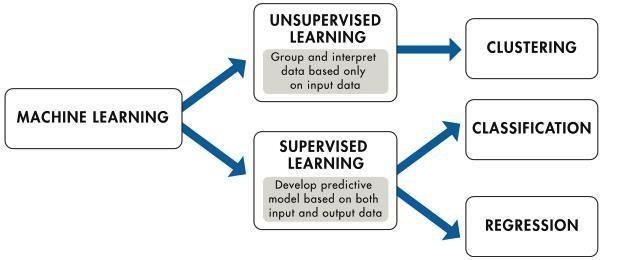 MACHINE LEARNING
UNSUPERVISED
LEARNING
Group and interpret
data based only
on input data
CLUSTERING
SUPERVISED
LEARNING
Develop predictive
model based on both
input and output data
CLASSIFICATION
REGRESSION